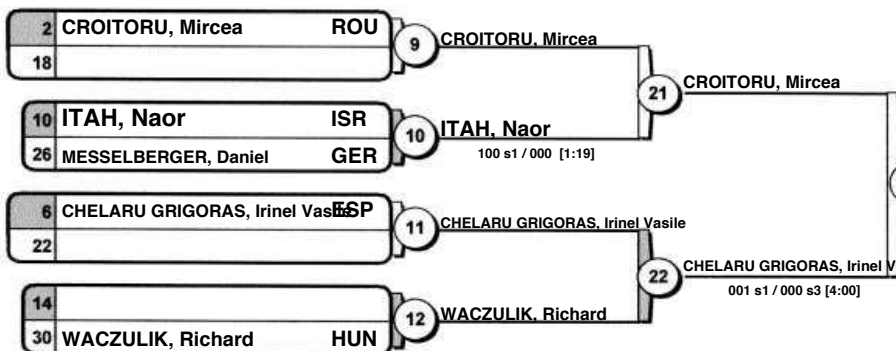 2 CROITORU, Mircea ROU
18
9 CROITORU, Mircea
10 ITAH, Naor ISR
26 MESSELBERGER, Daniel GER
10 ITAH, Naor
100 s1 / 000 [1:19]
21 CROITORU, Mircea
6 CHELARU GRIGORAS, Irinel Vasile ESP
22
11 CHELARU GRIGORAS, Irinel Vasile
14
30 WACZULIK, Richard HUN
12 WACZULIK, Richard
22 CHELARU GRIGORAS, Irinel V
001 s1 / 000 s3 [4:00]